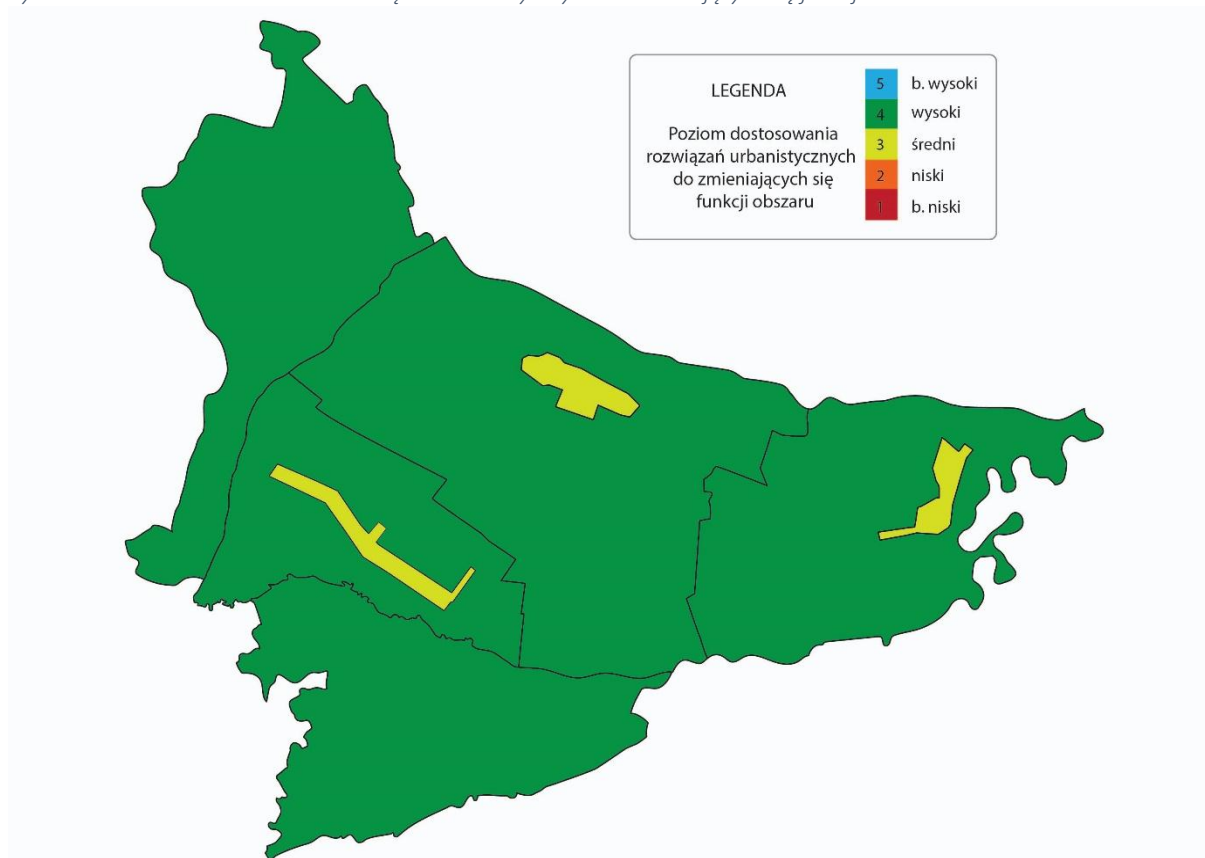 LEGENDA
Poziom dostosowania
rozwiązań urbanistycznych
do zmieniających się
funkcji obszaru
5 b. wysoki
4 wysoki
3 średni
2 niski
1 b. niski